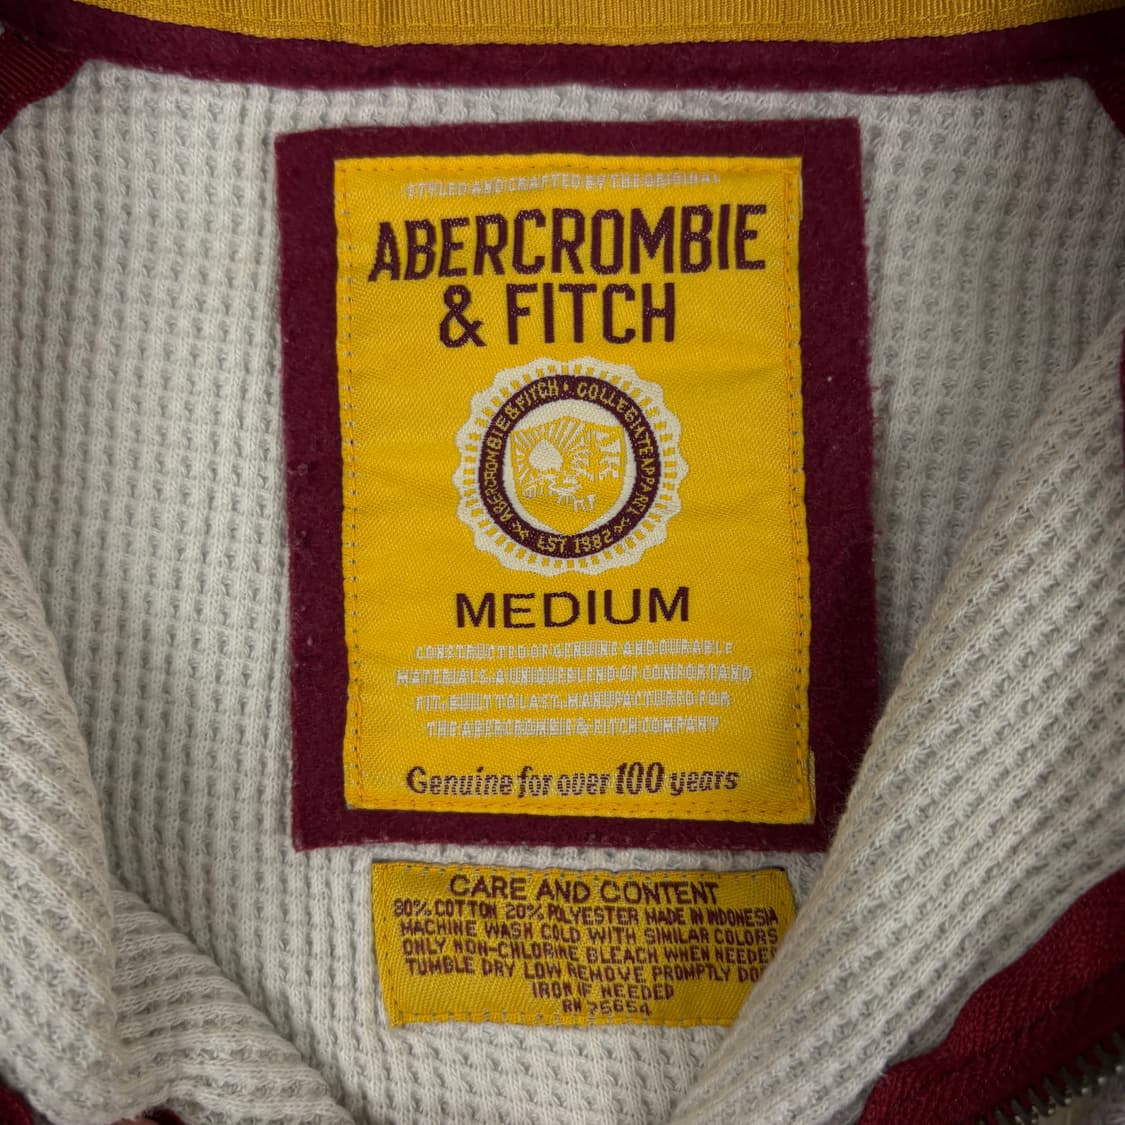 STYLED AND CRAFTED BY THE ORIGINAL
ABERCROMBIE
& FITCH
ABERCROMBIE & FITCH • COLLEGIATE APPAREL
EST 1982
MEDIUM
CONSTRUCTED OF GENUINE AND DURABLE
MATERIALS. A UNIQUE BLEND OF COMFORT AND
FIT. BUILT TO LAST. MANUFACTURED FOR
THE ABERCROMBIE & FITCH COMPANY
Genuine for over 100 years
CARE AND CONTENT
80% COTTON 20% POLYESTER MADE IN INDONESIA
MACHINE WASH COLD WITH SIMILAR COLORS
ONLY NON-CHLORINE BLEACH WHEN NEEDED
TUMBLE DRY LOW REMOVE PROMPTLY DO
IRON IF NEEDED
RN 75654